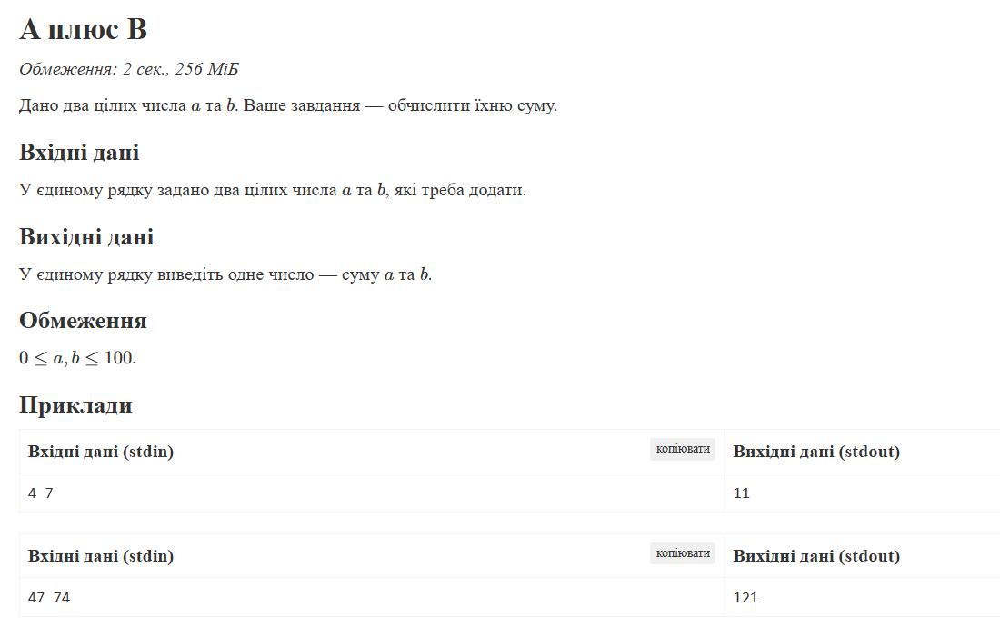 А плюс B
Обмеження: 2 сек., 256 МіБ
Дано два цілих числа a та b. Ваше завдання — обчислити їхню суму.
Вхідні дані
У єдиному рядку задано два цілих числа a та b, які треба додати.
Вихідні дані
У єдиному рядку виведіть одне число — суму a та b.
Обмеження
0 ≤ a, b ≤ 100.
Приклади
Вхідні дані (stdin) копіювати Вихідні дані (stdout)
4 7 11
Вхідні дані (stdin) копіювати Вихідні дані (stdout)
47 74 121